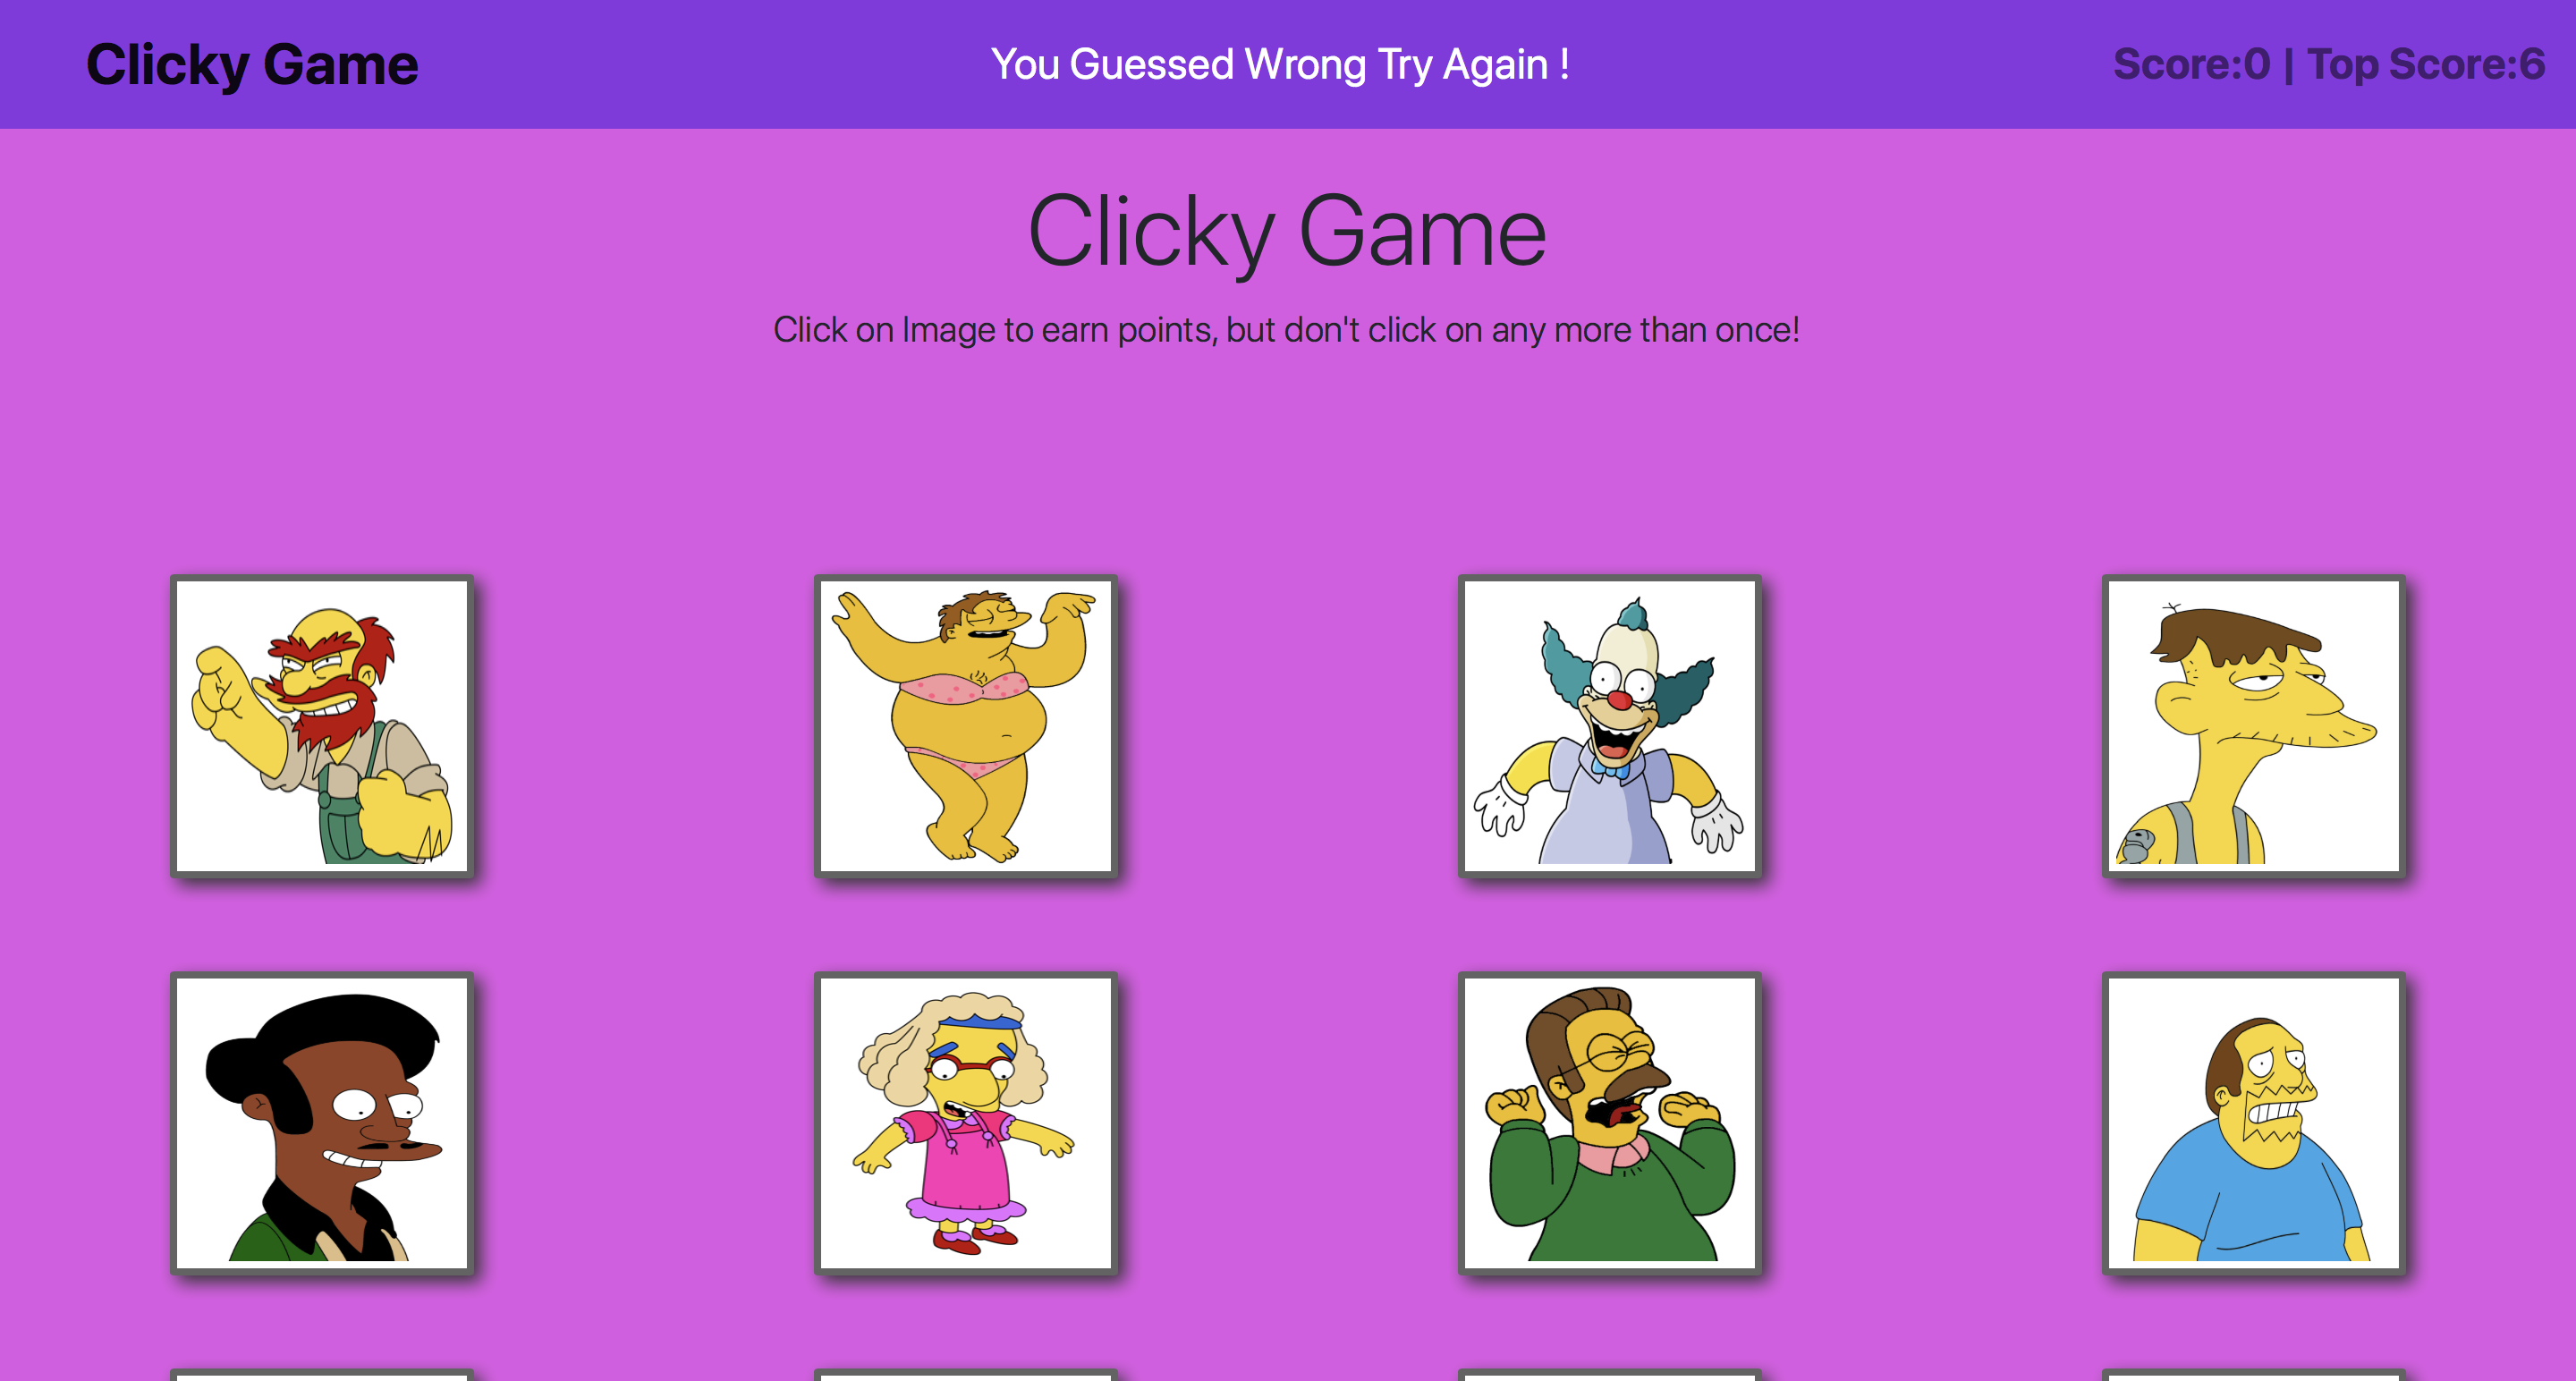 Clicky Game
You Guessed Wrong Try Again !
Score:0 | Top Score:6
Clicky Game
Click on Image to earn points, but don't click on any more than once!